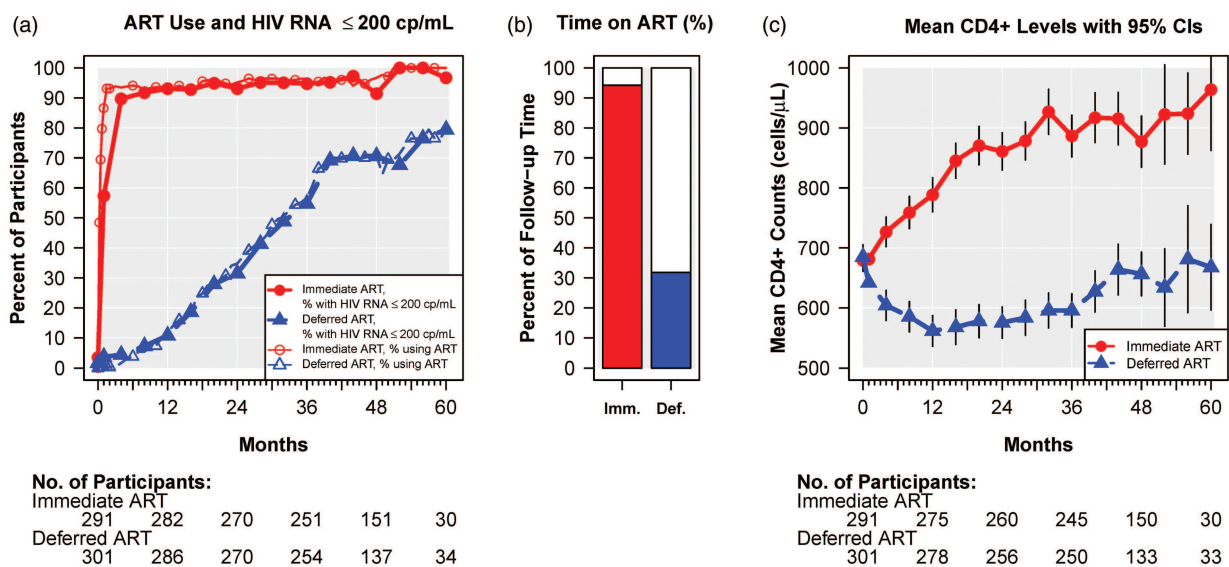 (a)
ART Use and HIV RNA ≤ 200 cp/mL
Percent of Participants
100
90
80
70
60
50
40
30
20
10
0
Immediate ART,
% with HIV RNA ≤ 200 cp/mL
Deferred ART,
% with HIV RNA ≤ 200 cp/mL
Immediate ART, % using ART
Deferred ART, % using ART
0 12 24 36 48 60
Months
No. of Participants:
Immediate ART
291 282 270 251 151 30
Deferred ART
301 286 270 254 137 34
(b)
Time on ART (%)
Percent of Follow-up Time
100
90
80
70
60
50
40
30
20
10
0
Imm. Def.
(c)
Mean CD4+ Levels with 95% CIs
Mean CD4+ Counts (cells/μL)
1000
900
800
700
600
500
Immediate ART
Deferred ART
0 12 24 36 48 60
Months
No. of Participants:
Immediate ART
291 275 260 245 150 30
Deferred ART
301 278 256 250 133 33